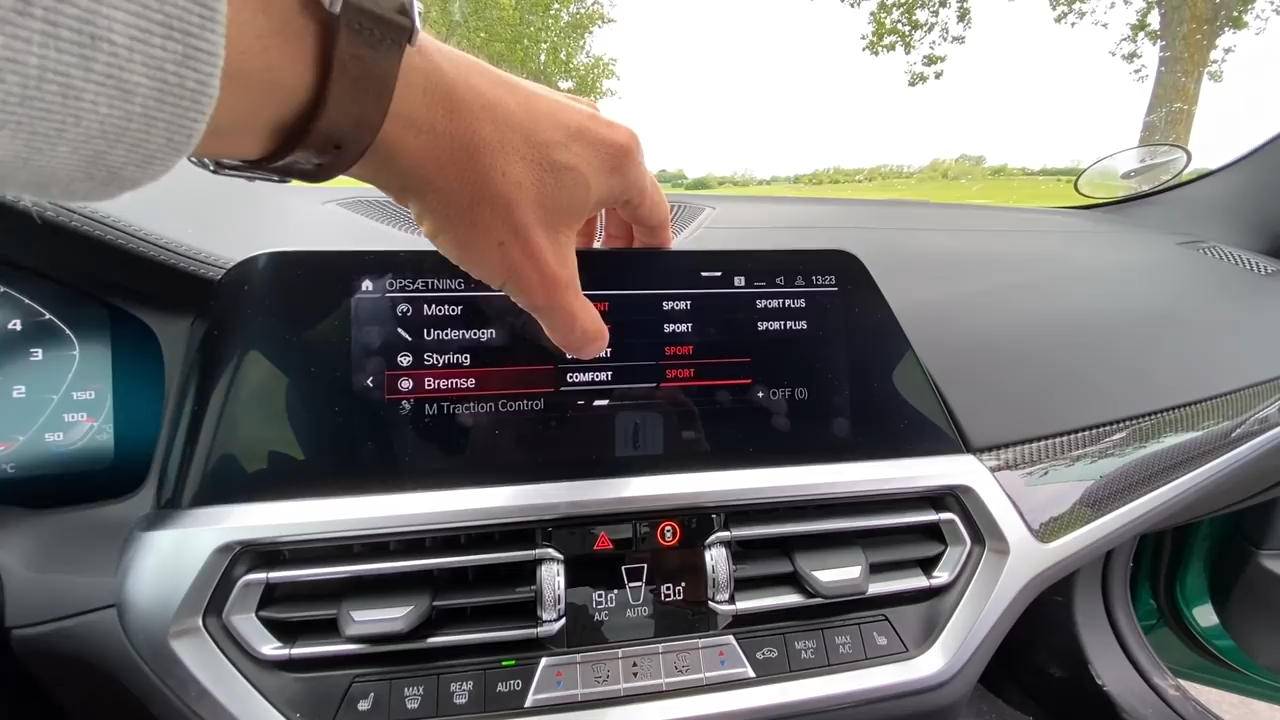 OPSÆTNING
3
13:23
Motor
SPORT
SPORT PLUS
Undervogn
SPORT
SPORT PLUS
Styring
SPORT
Bremse
COMFORT
SPORT
M Traction Control
+ OFF (0)
4
3
2
150
100
50
°C
19.0°
A/C
AUTO
19.0°
MAX
REAR
AUTO
MENU
A/C
MAX
A/C